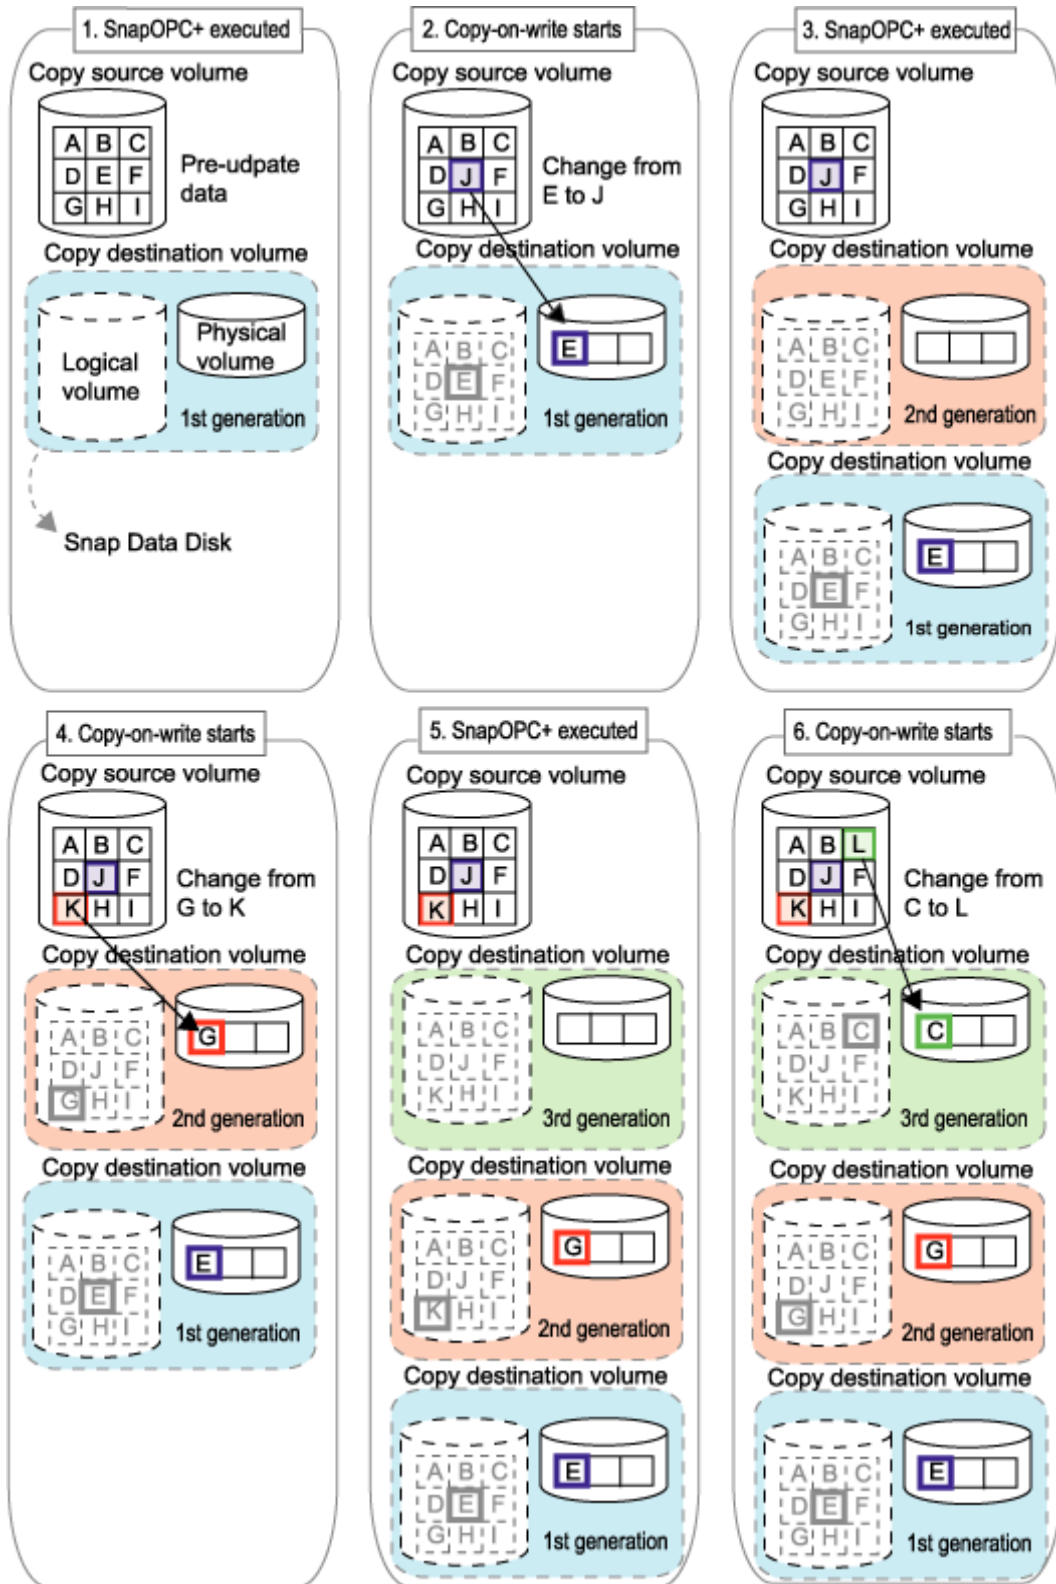 1. SnapOPC+ executed
Copy source volume
A B C
D E F
G H I
Pre-udpate
data
Copy destination volume
Logical
volume
Physical
volume
1st generation
Snap Data Disk
2. Copy-on-write starts
Copy source volume
A B C
D J F
G H I
Change from
E to J
Copy destination volume
A B C
D E F
G H I
E
1st generation
3. SnapOPC+ executed
Copy source volume
A B C
D J F
G H I
Copy destination volume
A B C
D E F
G H I
2nd generation
Copy destination volume
A B C
D E F
G H I
E
1st generation
4. Copy-on-write starts
Copy source volume
A B C
D J F
K H I
Change from
G to K
Copy destination volume
A B C
D J F
G H I
G
2nd generation
Copy destination volume
A B C
D E F
G H I
E
1st generation
5. SnapOPC+ executed
Copy source volume
A B C
D J F
K H I
Copy destination volume
A B C
D J F
K H I
3rd generation
Copy destination volume
A B C
D J F
K H I
G
2nd generation
Copy destination volume
A B C
D E F
G H I
E
1st generation
6. Copy-on-write starts
Copy source volume
A B L
D J F
K H I
Change from
C to L
Copy destination volume
A B C
D J F
K H I
C
3rd generation
Copy destination volume
A B C
D J F
G H I
G
2nd generation
Copy destination volume
A B C
D E F
G H I
E
1st generation